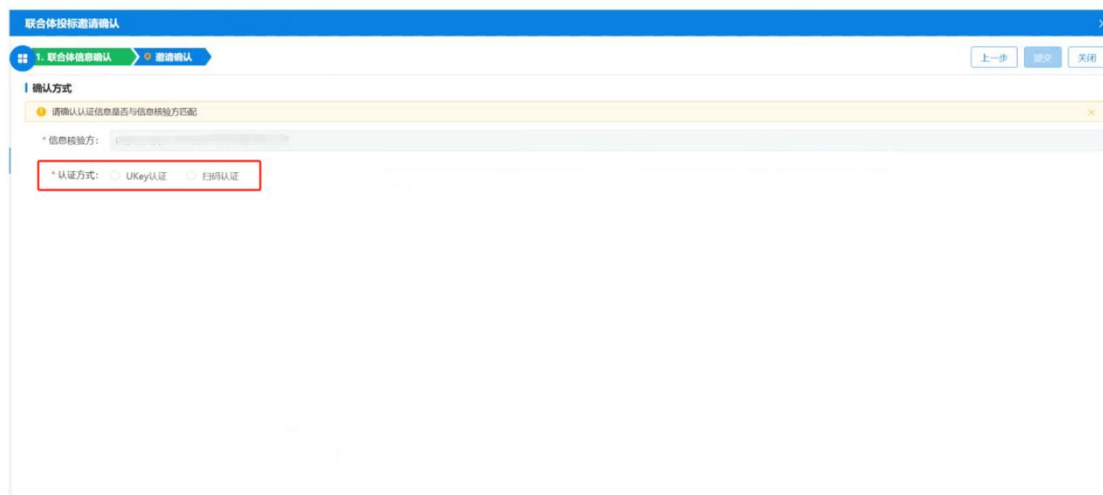 联合体投标邀请确认
1. 联合体信息确认 邀请确认 上一步 提交 关闭
确认方式
请确认认证信息是否与信息核验方匹配
* 信息核验方：
* 认证方式： UKey认证 扫码认证